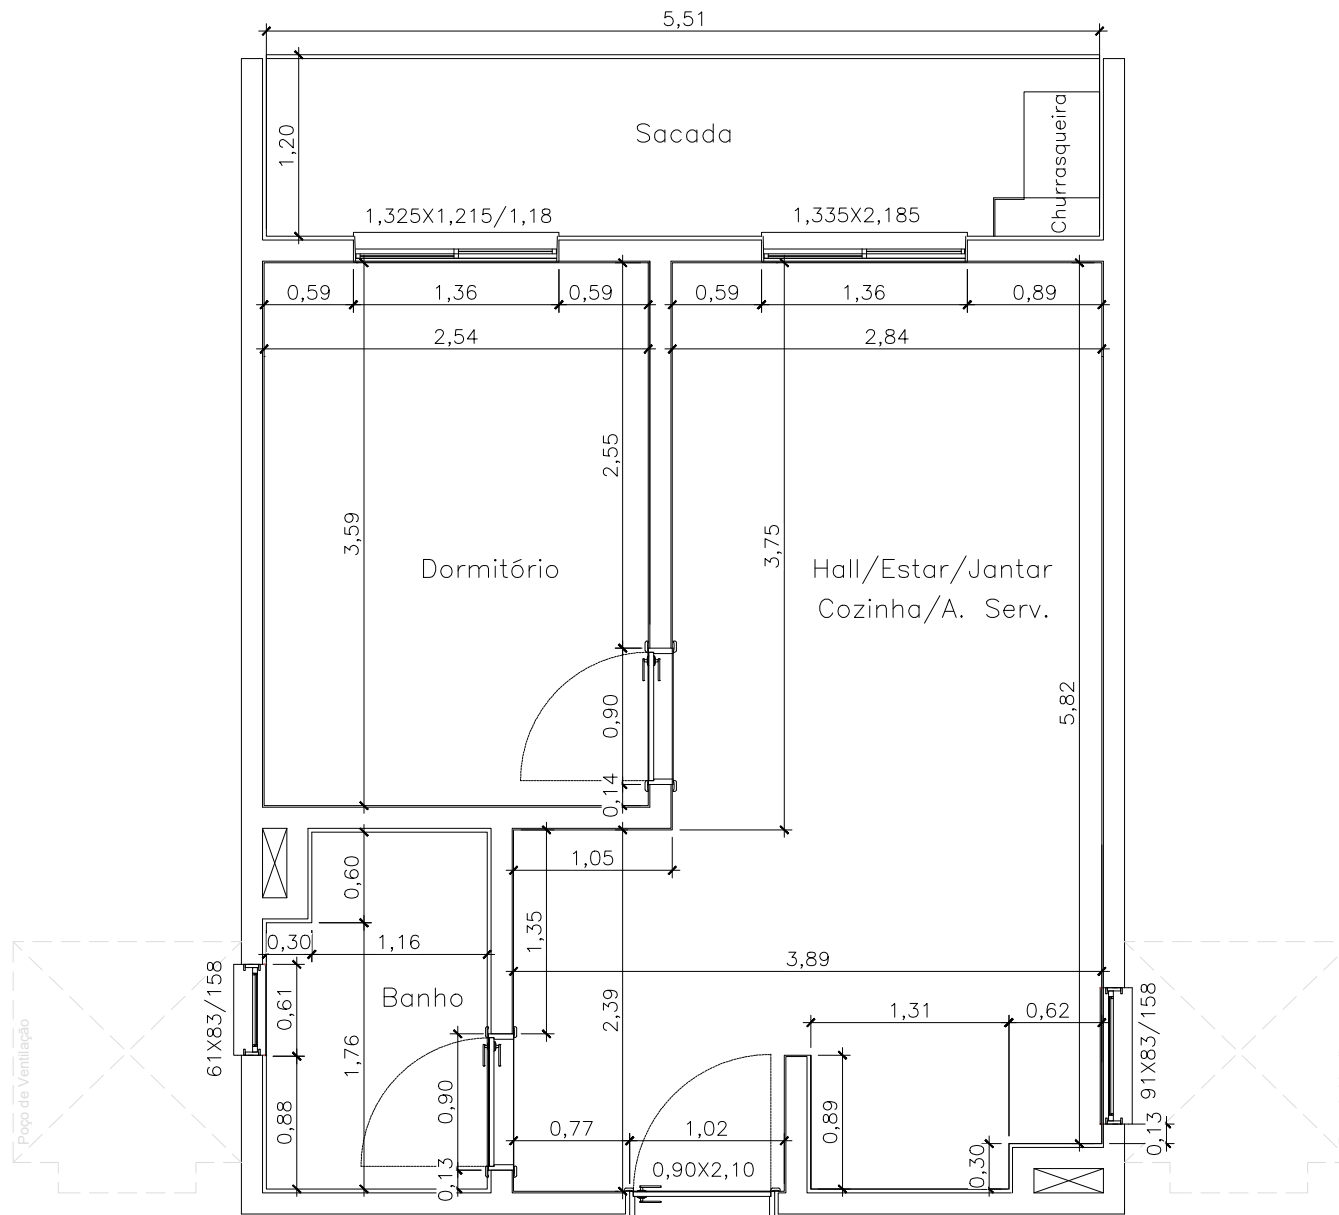 5,51
1,20
Sacada
Churrasqueira
1,325X1,215/1,18
1,335X2,185
0,59
1,36
0,59
0,59
1,36
0,89
2,54
2,84
2,55
3,59
3,75
Dormitório
Hall/Estar/Jantar
Cozinha/A. Serv.
5,82
0,90
0,14
1,05
0,60
1,35
0,30
1,16
3,89
Banho
61X83/158
0,61
1,76
2,39
1,31
0,62
91X83/158
Poço de Ventilação
0,88
0,90
0,77
1,02
0,89
0,13
0,13
0,90X2,10
0,30